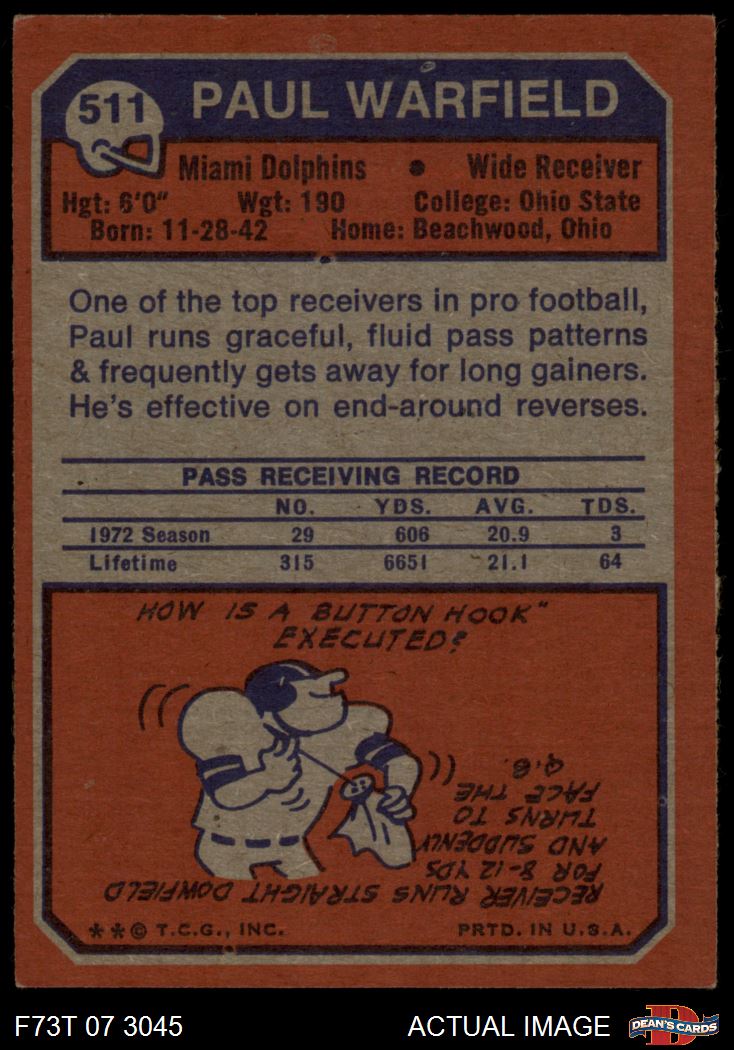 511
PAUL WARFIELD
Miami Dolphins • Wide Receiver
Hgt: 6'0" Wgt: 190 College: Ohio State
Born: 11-28-42 Home: Beachwood, Ohio
One of the top receivers in pro football,
Paul runs graceful, fluid pass patterns
& frequently gets away for long gainers.
He's effective on end-around reverses.
PASS RECEIVING RECORD
NO. YDS. AVG. TDS.
1972 Season 29 606 20.9 3
Lifetime 315 6651 21.1 64
HOW IS A BUTTON HOOK"
EXECUTED?
RECEIVER RUNS STRAIGHT DOWFIELD
FOR 8-12 YDS
AND SUDDENLY
TURNS TO
FACE THE
Q.B.
**© T.C.G., INC. PRTD. IN U.S.A.
F73T 07 3045 ACTUAL IMAGE D DEAN'S CARDS